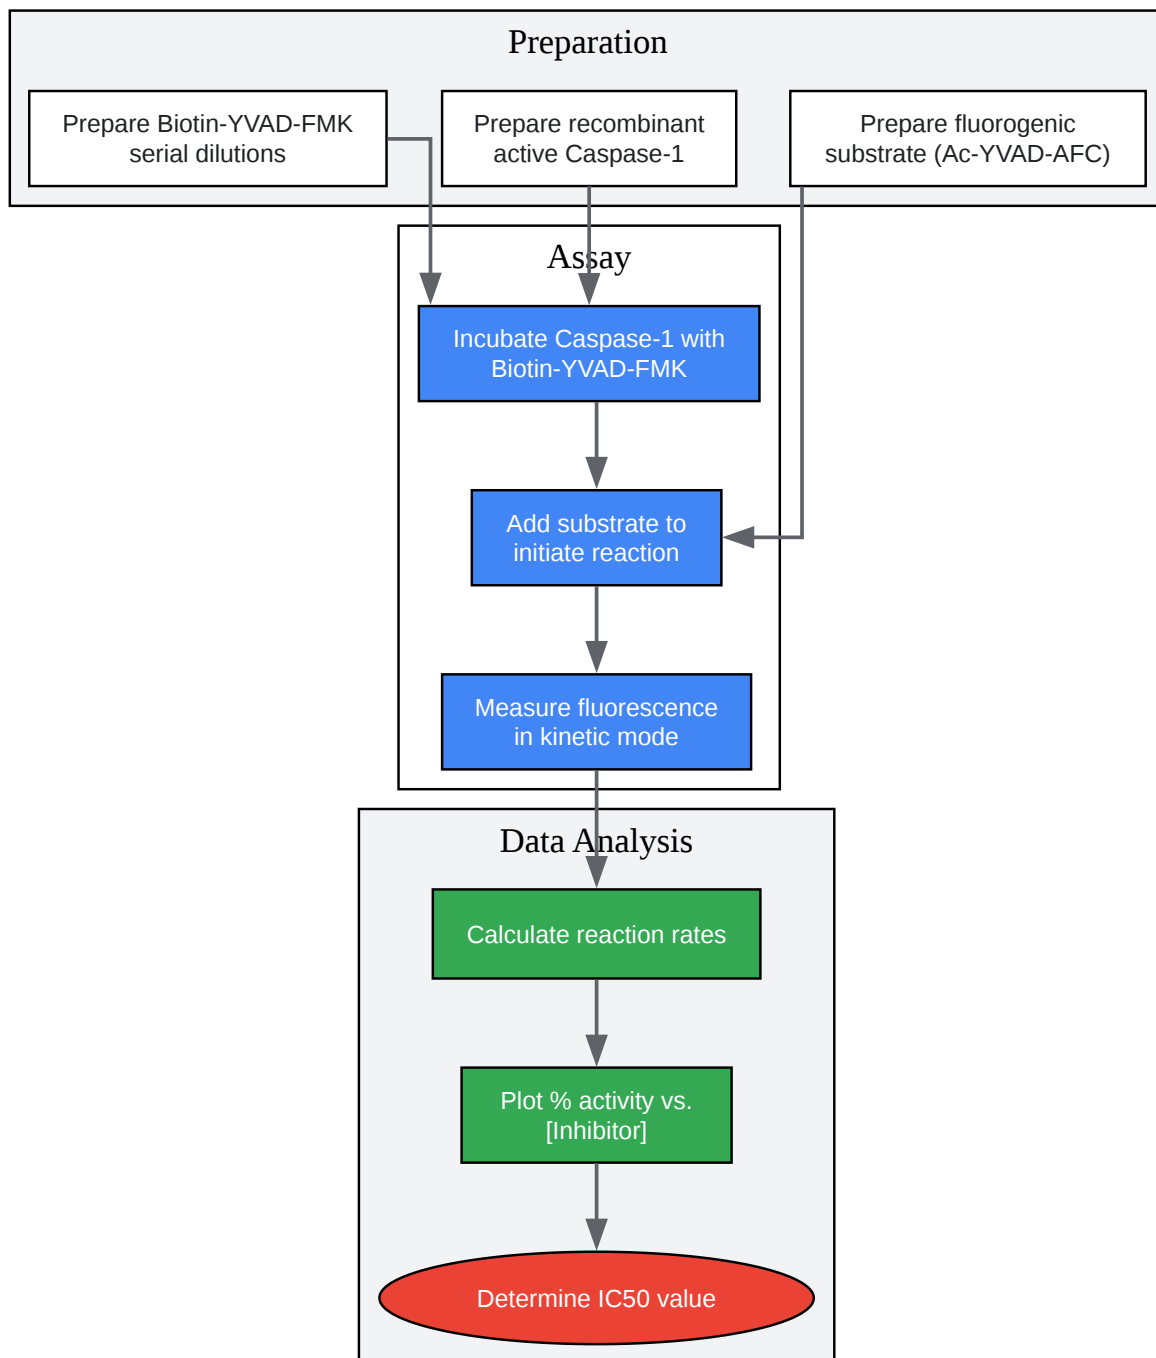 Preparation
Prepare Biotin-YVAD-FMK
serial dilutions
Prepare recombinant
active Caspase-1
Prepare fluorogenic
substrate (Ac-YVAD-AFC)
Assay
Incubate Caspase-1 with
Biotin-YVAD-FMK
Add substrate to
initiate reaction
Measure fluorescence
in kinetic mode
Data Analysis
Calculate reaction rates
Plot % activity vs.
[Inhibitor]
Determine IC50 value